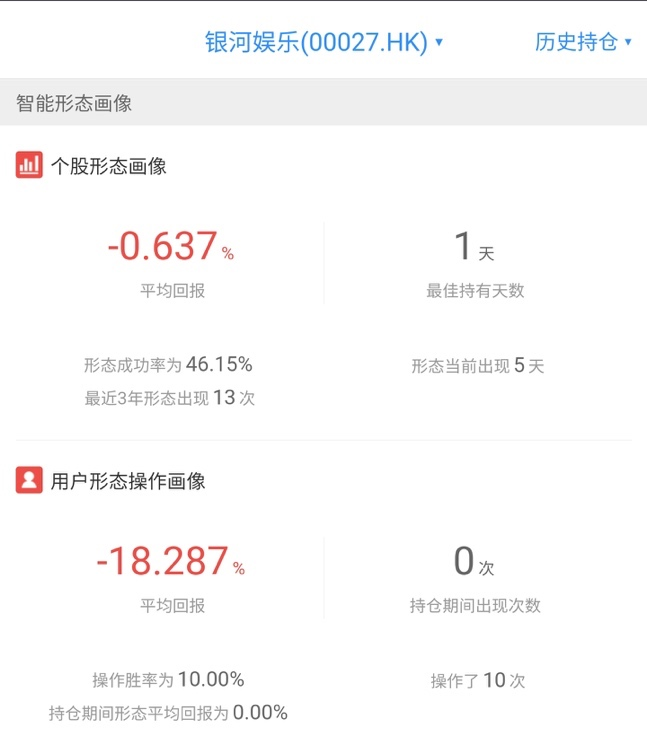 银河娱乐(00027.HK) ▾ 历史持仓 ▾
智能形态画像
个股形态画像
-0.637% 1天
平均回报 最佳持有天数
形态成功率为46.15% 形态当前出现5天
最近3年形态出现13次
用户形态操作画像
-18.287% 0次
平均回报 持仓期间出现次数
操作胜率为10.00% 操作了10次
持仓期间形态平均回报为0.00%